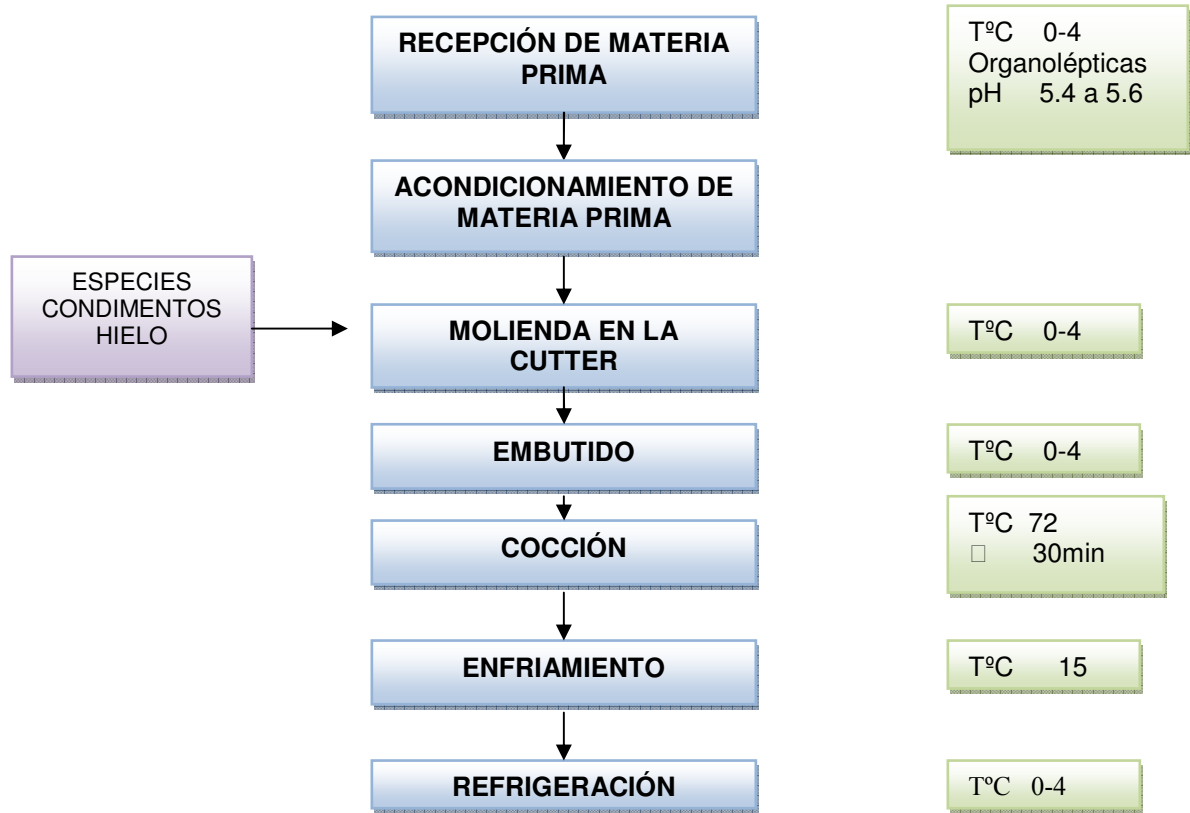 RECEPCIÓN DE MATERIA
PRIMA
TºC 0-4
Organolépticas
pH 5.4 a 5.6
ACONDICIONAMIENTO DE
MATERIA PRIMA
ESPECIES
CONDIMENTOS
HIELO
MOLIENDA EN LA
CUTTER
TºC 0-4
EMBUTIDO
TºC 0-4
COCCIÓN
TºC 72
□ 30min
ENFRIAMIENTO
TºC 15
REFRIGERACIÓN
TºC 0-4